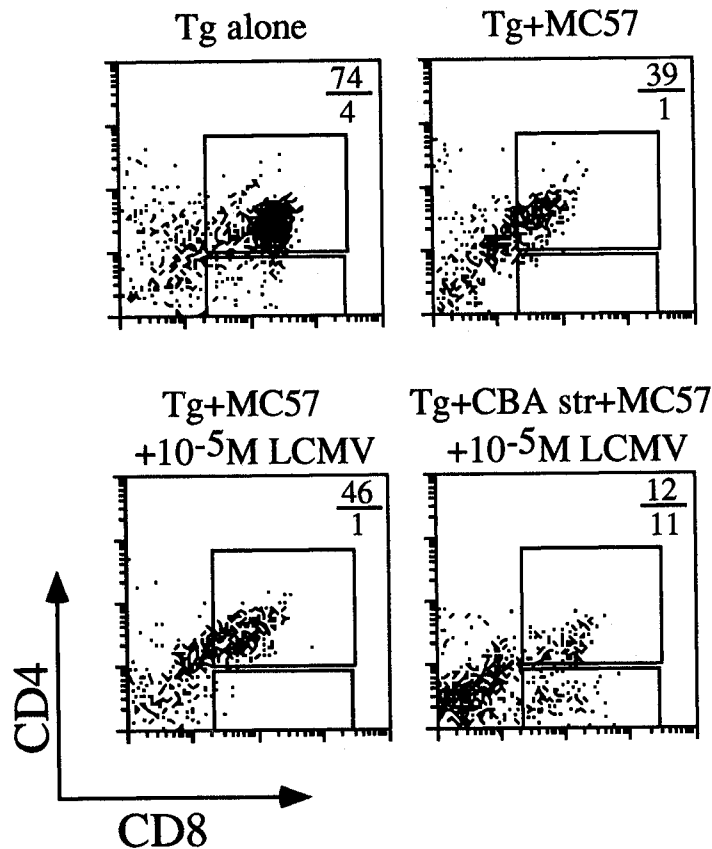 Tg alone
Tg+MC57
74
4
39
1
Tg+MC57
+10-5M LCMV
Tg+CBA str+MC57
+10-5M LCMV
46
1
12
11
CD4
CD8